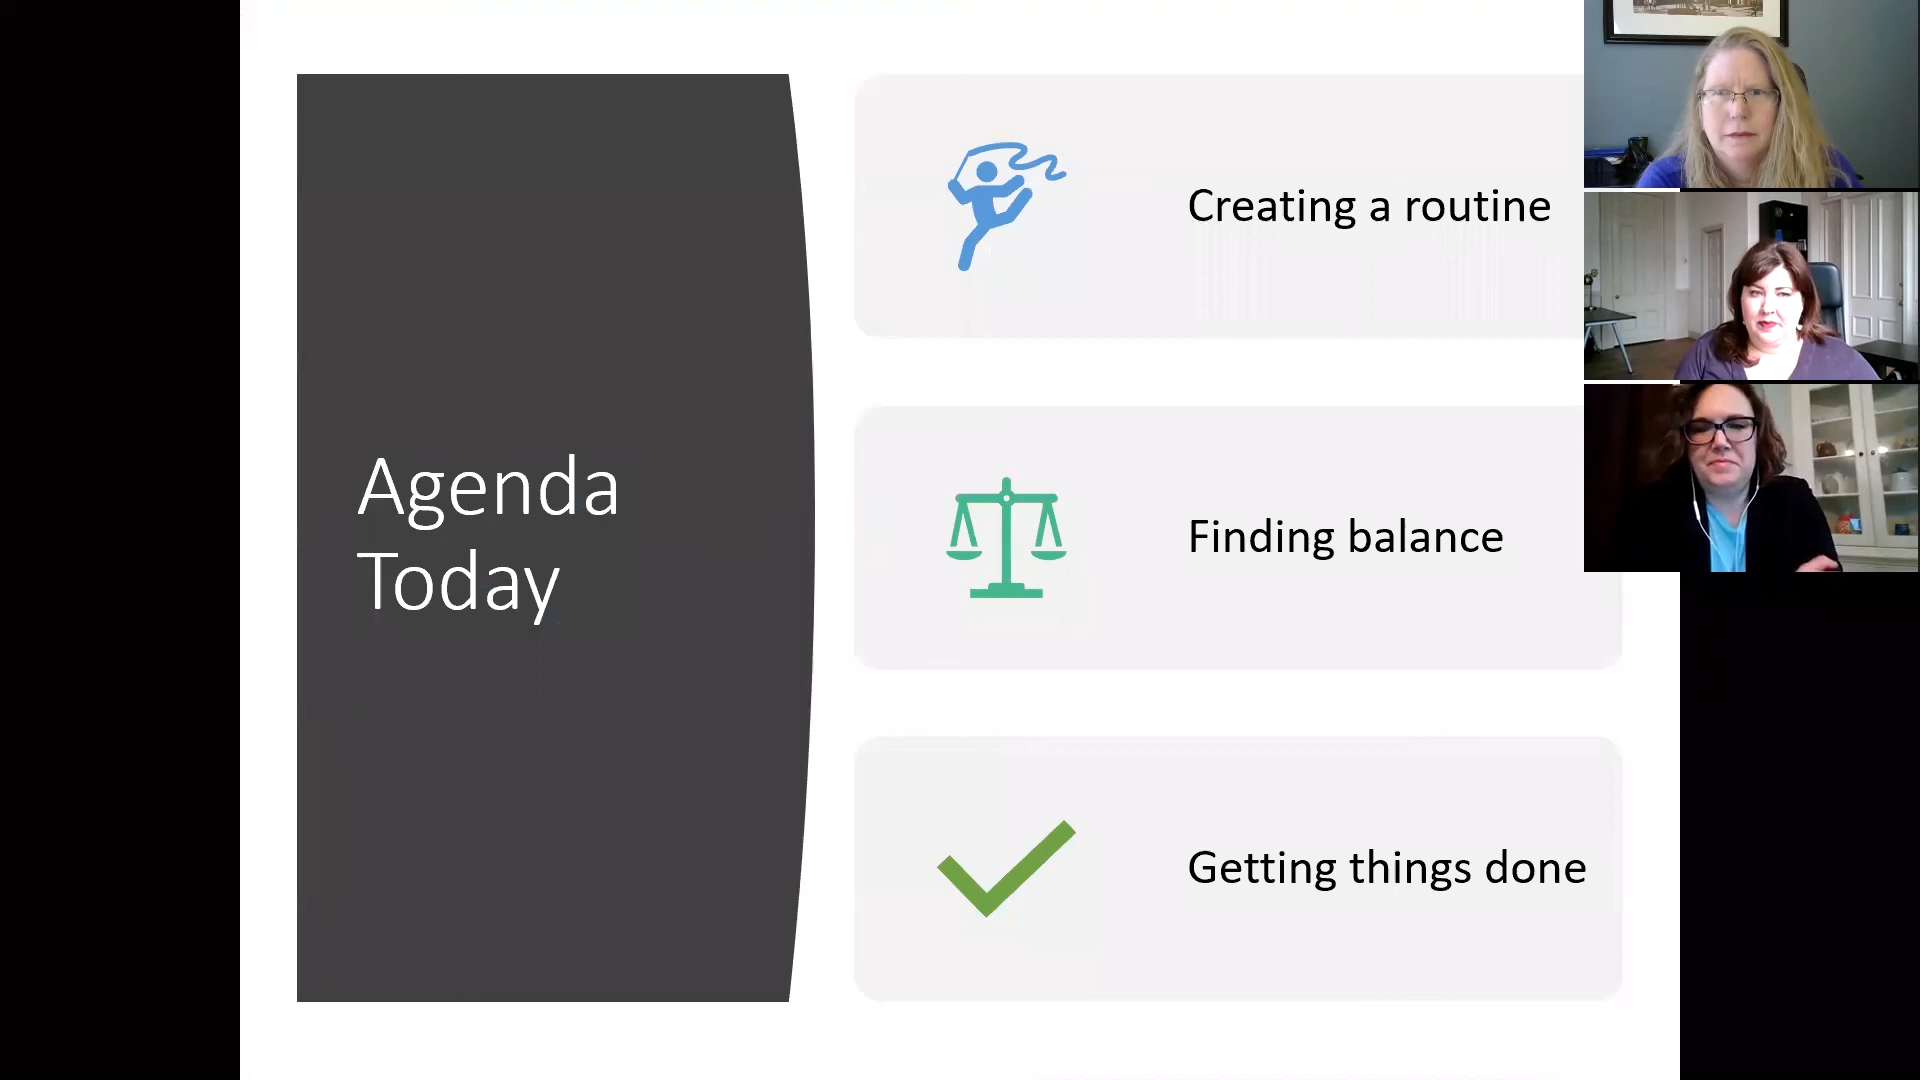 Agenda
Today
Creating a routine
Finding balance
Getting things done